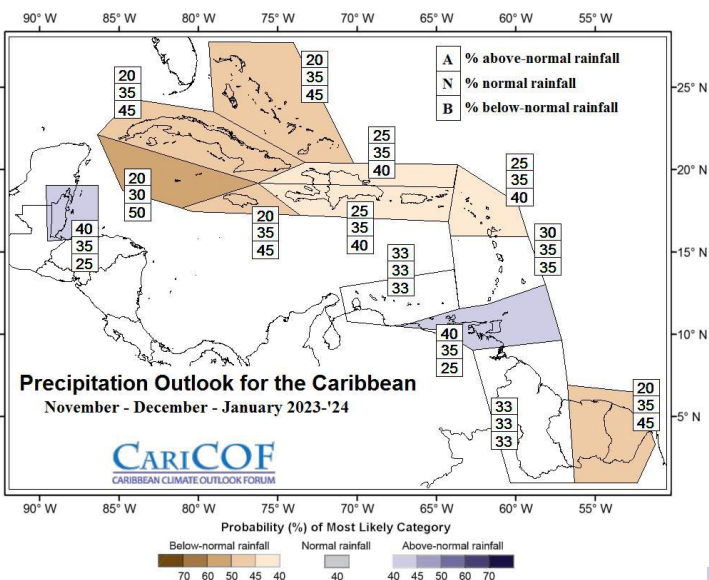 90° W 85° W 80° W 75° W 70° W 65° W 60° W 55° W
A % above-normal rainfall
N % normal rainfall
B % below-normal rainfall
25° N
20° N
15° N
10° N
5° N
20
35
45
20
35
45
25
35
40
25
35
40
20
30
50
20
35
45
25
35
40
40
35
25
30
35
35
33
33
33
40
35
25
33
33
33
20
35
45
Precipitation Outlook for the Caribbean
November - December - January 2023-'24
CARICOF
CARIBBEAN CLIMATE OUTLOOK FORUM
90° W 85° W 80° W 75° W 70° W 65° W 60° W 55° W
Probability (%) of Most Likely Category
Below-normal rainfall Normal rainfall Above-normal rainfall
70 60 50 45 40 40 40 45 50 60 70